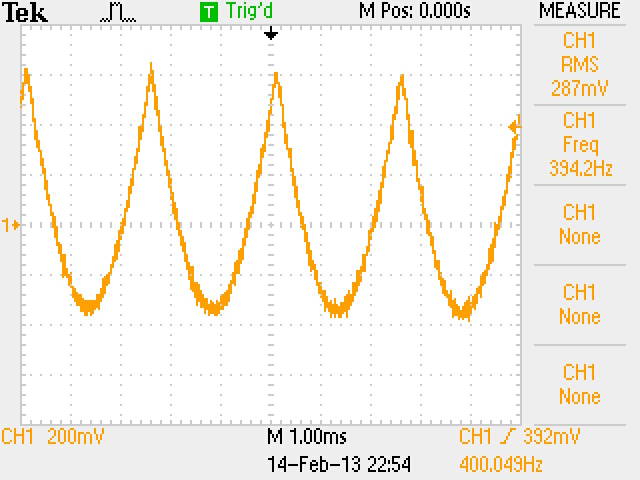 Tek T Trig'd M Pos: 0.000s MEASURE
CH1
RMS
287mV
CH1
Freq
394.2Hz
CH1
None
CH1
None
CH1
None
1
1
CH1 200mV M 1.00ms CH1 392mV
14-Feb-13 22:54 400.049Hz